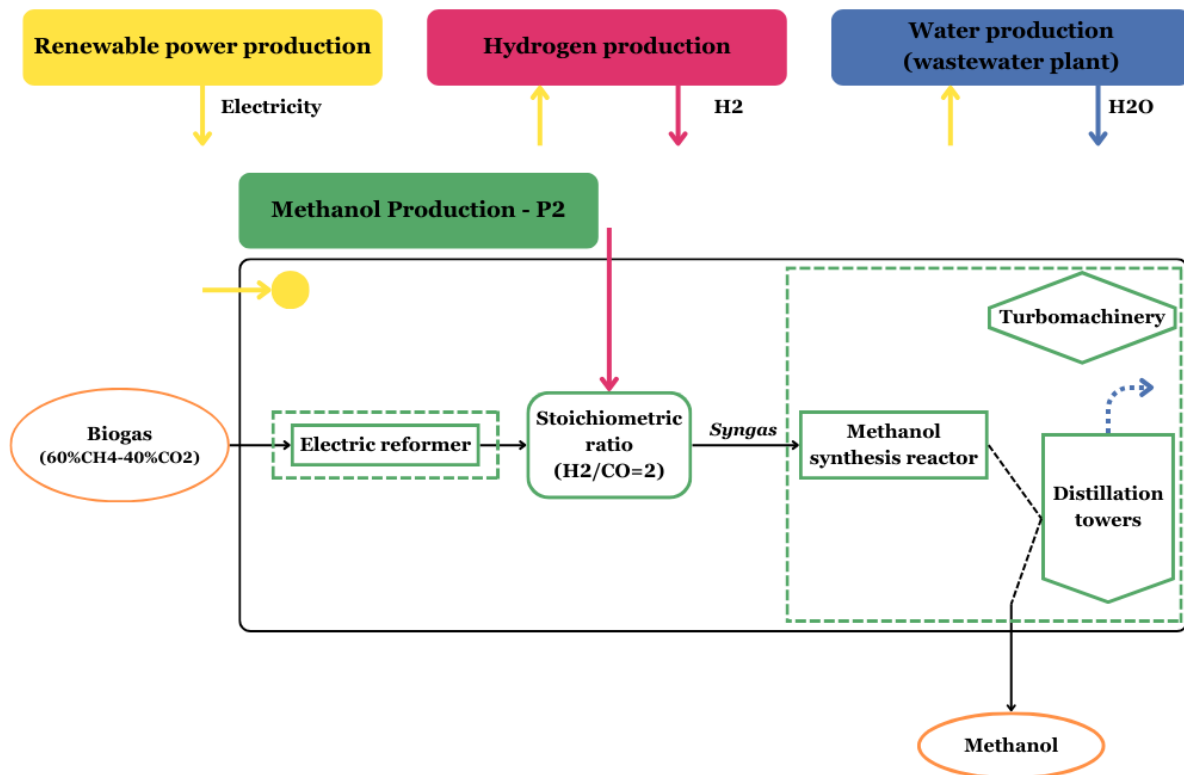 Renewable power production
Hydrogen production
Water production
(wastewater plant)
Electricity
H2
H2O
Methanol Production - P2
Turbomachinery
Biogas
(60%CH4-40%CO2)
Electric reformer
Stoichiometric
ratio
(H2/CO=2)
Syngas
Methanol
synthesis reactor
Distillation
towers
Methanol